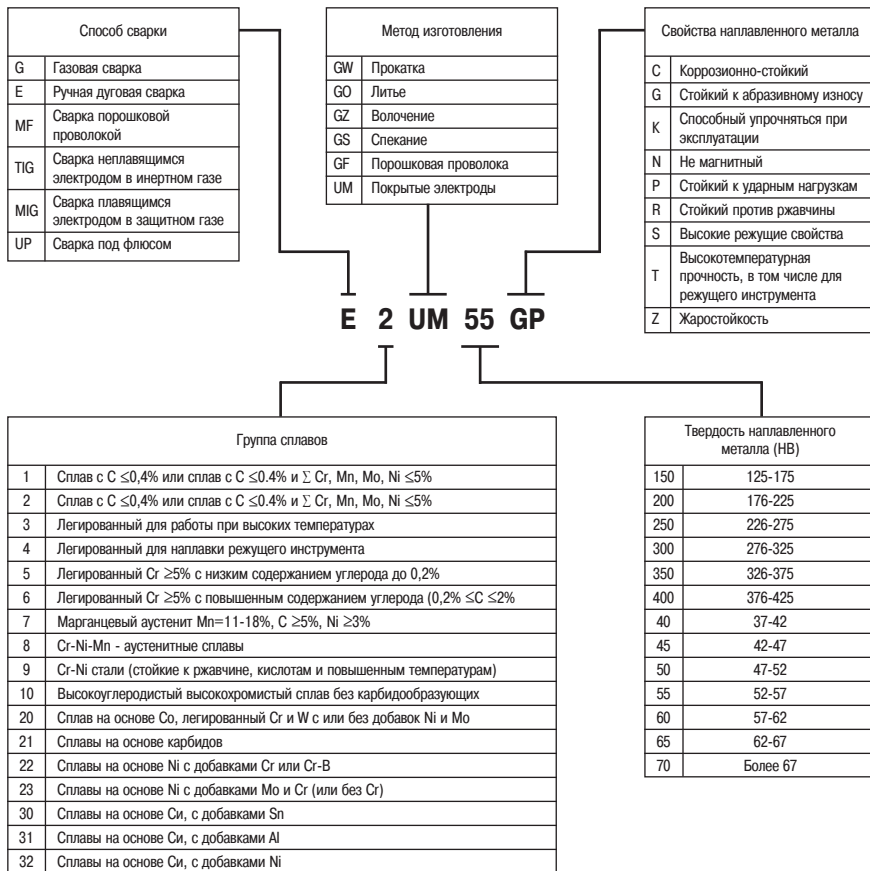 Способ сварки
G Газовая сварка
E Ручная дуговая сварка
MF Сварка порошковой
проволокой
TIG Сварка неплавящимся
электродом в инертном газе
MIG Сварка плавящимся
электродом в защитном газе
UP Сварка под флюсом
Метод изготовления
GW Прокатка
GO Литье
GZ Волочение
GS Спекание
GF Порошковая проволока
UM Покрытые электроды
Свойства наплавленного металла
C Коррозионно-стойкий
G Стойкий к абразивному износу
K Способный упрочняться при
эксплуатации
N Не магнитный
P Стойкий к ударным нагрузкам
R Стойкий против ржавчины
S Высокие режущие свойства
T Высокотемпературная
прочность, в том числе для
режущего инструмента
Z Жаростойкость
E 2 UM 55 GP
Группа сплавов
1 Сплав с C ≤0,4% или сплав с C ≤0.4% и ∑ Cr, Mn, Mo, Ni ≤5%
2 Сплав с C ≤0,4% или сплав с C ≤0.4% и ∑ Cr, Mn, Mo, Ni ≤5%
3 Легированный для работы при высоких температурах
4 Легированный для наплавки режущего инструмента
5 Легированный Cr ≥5% с низким содержанием углерода до 0,2%
6 Легированный Cr ≥5% с повышенным содержанием углерода (0,2% ≤C ≤2%
7 Марганцевый аустенит Mn=11-18%, C ≥5%, Ni ≥3%
8 Cr-Ni-Mn - аустенитные сплавы
9 Cr-Ni стали (стойкие к ржавчине, кислотам и повышенным температурам)
10 Высокоуглеродистый высокохромистый сплав без карбидообразующих
20 Сплав на основе Co, легированный Cr и W с или без добавок Ni и Mo
21 Сплавы на основе карбидов
22 Сплавы на основе Ni с добавками Cr или Cr-B
23 Сплавы на основе Ni с добавками Mo и Cr (или без Cr)
30 Сплавы на основе Си, с добавками Sn
31 Сплавы на основе Си, с добавками Al
32 Сплавы на основе Си, с добавками Ni
Твердость наплавленного
металла (HB)
150 125-175
200 176-225
250 226-275
300 276-325
350 326-375
400 376-425
40 37-42
45 42-47
50 47-52
55 52-57
60 57-62
65 62-67
70 Более 67